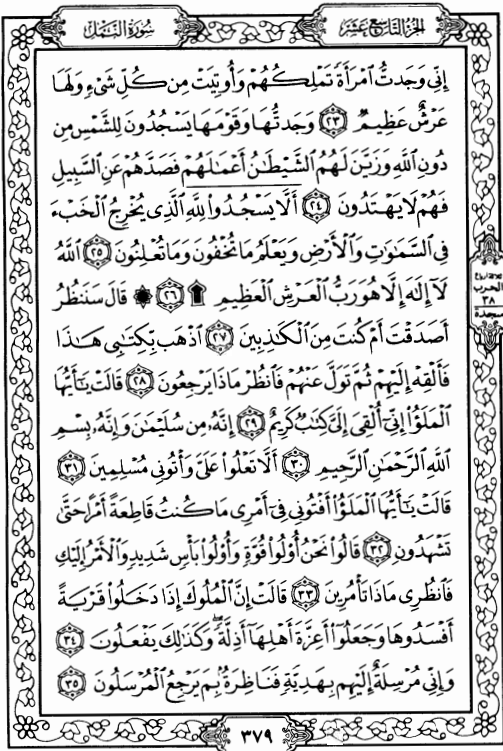 الجزء التاسع عشر
سورة النمل
إِنِّي وَجَدتُّ ٱمْرَأَةً تَمْلِكُهُمْ وَأُوتِيَتْ مِن كُلِّ شَيْءٍ وَلَهَا
عَرْشٌ عَظِيمٌ ٢٣ وَجَدتُّهَا وَقَوْمَهَا يَسْجُدُونَ لِلشَّمْسِ مِن
دُونِ ٱللَّهِ وَزَيَّنَ لَهُمُ ٱلشَّيْطَٰنُ أَعْمَٰلَهُمْ فَصَدَّهُمْ عَنِ ٱلسَّبِيلِ
فَهُمْ لَا يَهْتَدُونَ ٢٤ أَلَّا يَسْجُدُوا۟ لِلَّهِ ٱلَّذِي يُخْرِجُ ٱلْخَبْءَ
فِي ٱلسَّمَٰوَٰتِ وَٱلْأَرْضِ وَيَعْلَمُ مَا تُخْفُونَ وَمَا تُعْلِنُونَ ٢٥ ٱللَّهُ
لَآ إِلَٰهَ إِلَّا هُوَ رَبُّ ٱلْعَرْشِ ٱلْعَظِيمِ ۩ ٢٦ ۞ قَالَ سَنَنظُرُ
أَصَدَقْتَ أَمْ كُنتَ مِنَ ٱلْكَٰذِبِينَ ٢٧ ٱذْهَب بِّكِتَٰبِي هَٰذَا
فَأَلْقِهْ إِلَيْهِمْ ثُمَّ تَوَلَّ عَنْهُمْ فَٱنظُرْ مَاذَا يَرْجِعُونَ ٢٨ قَالَتْ يَٰٓأَيُّهَا
ٱلْمَلَؤُا۟ إِنِّيٓ أُلْقِيَ إِلَيَّ كِتَٰبٌ كَرِيمٌ ٢٩ إِنَّهُۥ مِن سُلَيْمَٰنَ وَإِنَّهُۥ بِسْمِ
ٱللَّهِ ٱلرَّحْمَٰنِ ٱلرَّحِيمِ ٣٠ أَلَّا تَعْلُوا۟ عَلَيَّ وَأْتُونِي مُسْلِمِينَ ٣١
قَالَتْ يَٰٓأَيُّهَا ٱلْمَلَؤُا۟ أَفْتُونِي فِيٓ أَمْرِي مَا كُنتُ قَاطِعَةً أَمْرًا حَتَّىٰ
تَشْهَدُونِ ٣٢ قَالُوا۟ نَحْنُ أُو۟لُوا۟ قُوَّةٍ وَأُو۟لُوا۟ بَأْسٍ شَدِيدٍ وَٱلْأَمْرُ إِلَيْكِ
فَٱنظُرِي مَاذَا تَأْمُرِينَ ٣٣ قَالَتْ إِنَّ ٱلْمُلُوكَ إِذَا دَخَلُوا۟ قَرْيَةً
أَفْسَدُوهَا وَجَعَلُوٓا۟ أَعِزَّةَ أَهْلِهَآ أَذِلَّةً وَكَذَٰلِكَ يَفْعَلُونَ ٣٤
وَإِنِّي مُرْسِلَةٌ إِلَيْهِم بِهَدِيَّةٍ فَنَاظِرَةٌۢ بِمَ يَرْجِعُ ٱلْمُرْسَلُونَ ٣٥
الحزب
٣٨
سجدة
٣٧٩